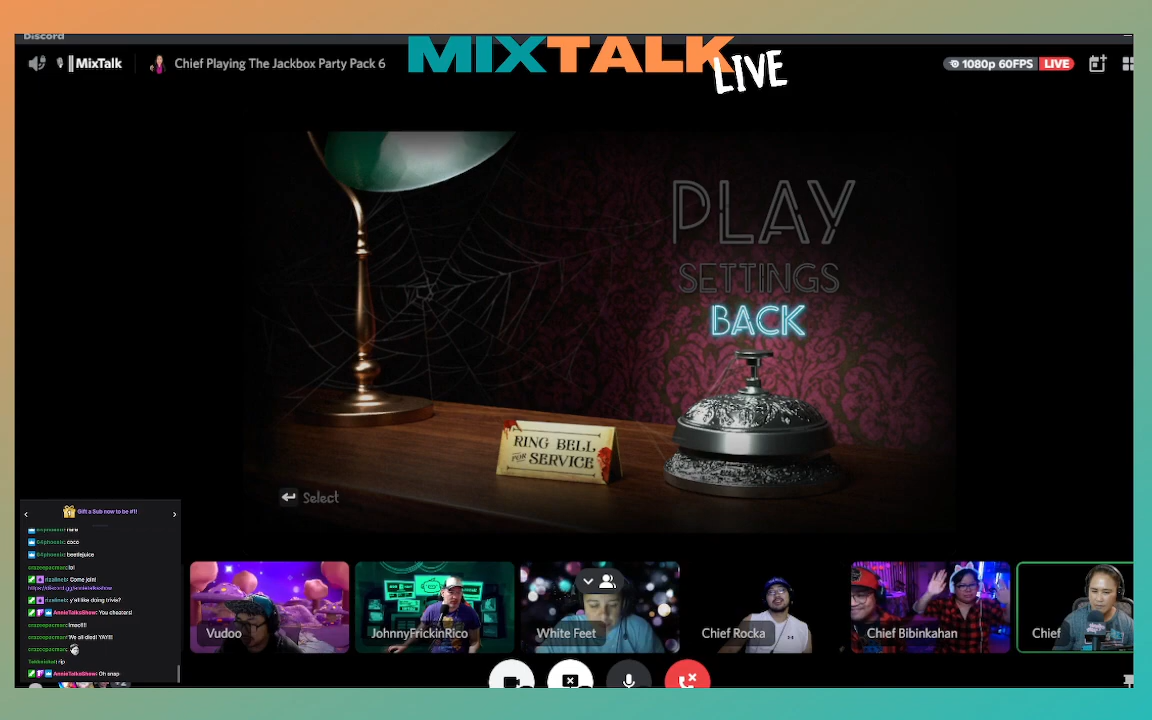 Discord
MIXTALK
LIVE
MixTalk
Chief Playing The Jackbox Party Pack 6
1080p 60FPS
LIVE
PLAY
SETTINGS
BACK
RING BELL
FOR SERVICE
Select
Gift a Sub now to be #1!
coco
beetlejuice
lol
Come join!
y'all like doing trivia?
AnnieTalksShow: You cheaters!
We all died! YAY!!!
rip
AnnieTalksShow: Oh snap
Vudoo
JohnnyFrickinRico
White Feet
Chief Rocka
Chief Bibinkahan
Chief